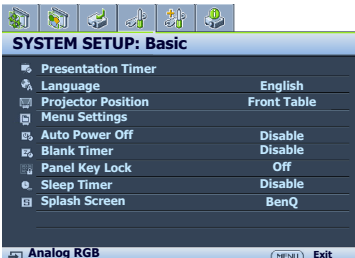 SYSTEM SETUP: Basic
Presentation Timer
Language English
Projector Position Front Table
Menu Settings
Auto Power Off Disable
Blank Timer Disable
Panel Key Lock Off
Sleep Timer Disable
Splash Screen BenQ
Analog RGB MENU Exit